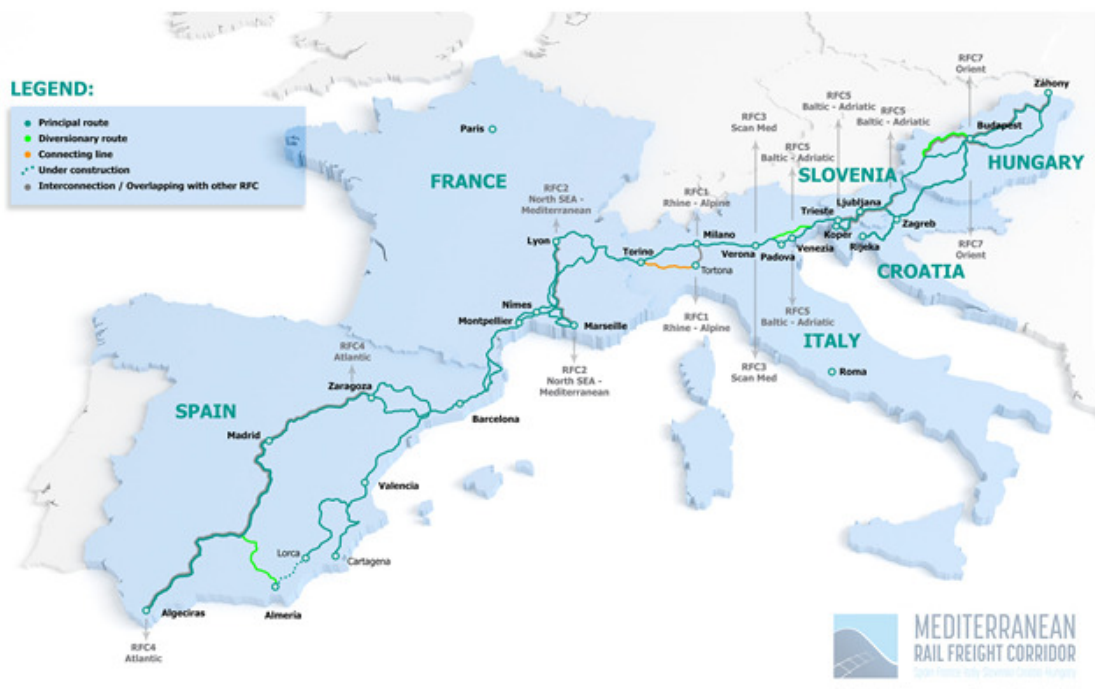 LEGEND:
Principal route
Diversionary route
Connecting line
Under construction
Interconnection / Overlapping with other RFC
RFC7
Orient
Záhony
RFC5
Baltic - Adriatic
RFC5
Baltic - Adriatic
RFC3
Scan Med
RFC5
Baltic - Adriatic
Budapest
HUNGARY
Paris
FRANCE
SLOVENIA
RFC2
North SEA -
Mediterranean
RFC1
Rhine - Alpine
Ljubljana
Trieste
Koper
Rijeka
Zagreb
RFC7
Orient
Lyon
Torino
Milano
Verona
Padova
Venezia
Tortona
CROATIA
Nimes
Montpellier
Marseille
RFC1
Rhine - Alpine
RFC5
Baltic - Adriatic
ITALY
RFC4
Atlantic
RFC2
North SEA -
Mediterranean
RFC3
Scan Med
Roma
Zaragoza
SPAIN
Barcelona
Madrid
Valencia
Lorca
Cartagena
Algeciras
Almeria
RFC4
Atlantic
MEDITERRANEAN
RAIL FREIGHT CORRIDOR